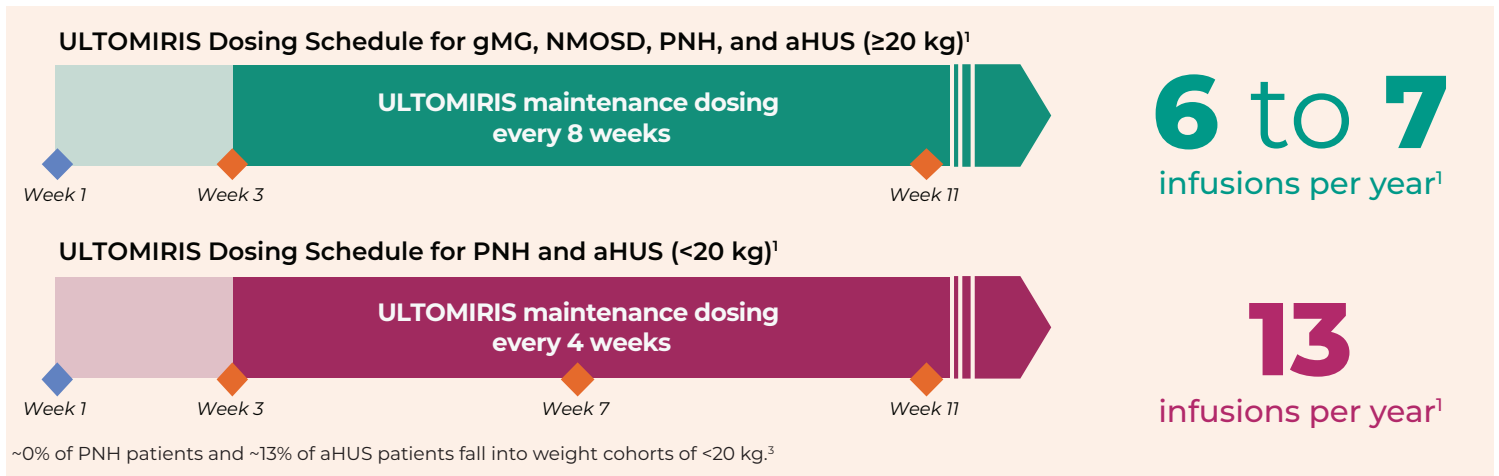 ULTOMIRIS Dosing Schedule for gMG, NMOSD, PNH, and aHUS (≥20 kg)¹
ULTOMIRIS maintenance dosing
every 8 weeks
Week 1
Week 3
Week 11
6 to 7
infusions per year¹
ULTOMIRIS Dosing Schedule for PNH and aHUS (<20 kg)¹
ULTOMIRIS maintenance dosing
every 4 weeks
Week 1
Week 3
Week 7
Week 11
13
infusions per year¹
~0% of PNH patients and ~13% of aHUS patients fall into weight cohorts of <20 kg.³